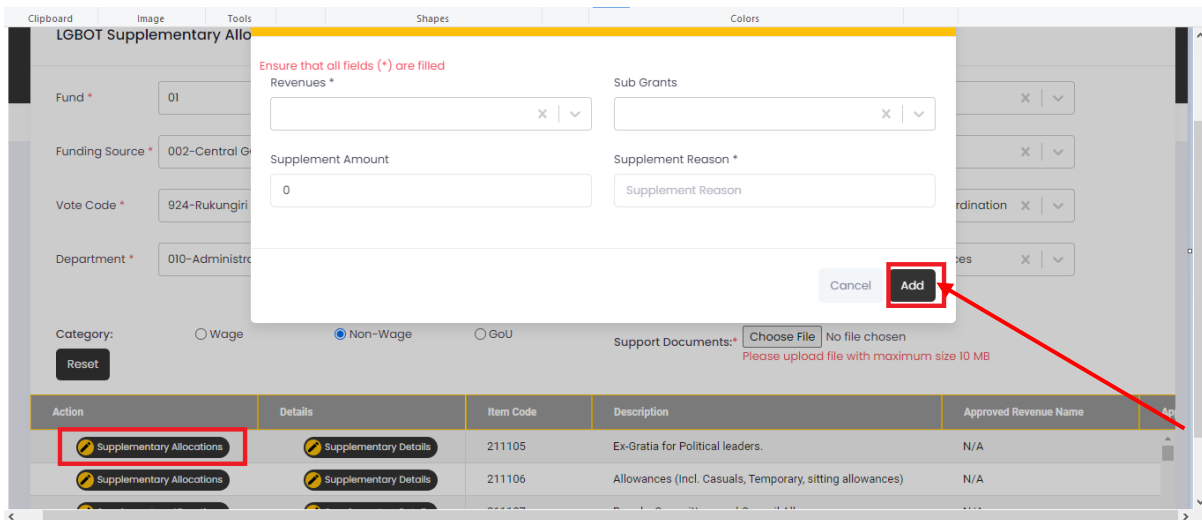 Clipboard Image Tools Shapes Colors
LGBOT Supplementary Allo
Ensure that all fields (*) are filled
Revenues * Sub Grants
Fund * 01
Funding Source * 002-Central G
Supplement Amount Supplement Reason *
0 Supplement Reason
Vote Code * 924-Rukungiri rdination
Department * 010-Administra ces
Cancel Add
Category: Wage Non-Wage GoU Support Documents:* Choose File No file chosen
Please upload file with maximum size 10 MB
Reset
Action Details Item Code Description Approved Revenue Name Ap
Supplementary Allocations Supplementary Details 211105 Ex-Gratia for Political leaders. N/A
Supplementary Allocations Supplementary Details 211106 Allowances (Incl. Casuals, Temporary, sitting allowances) N/A